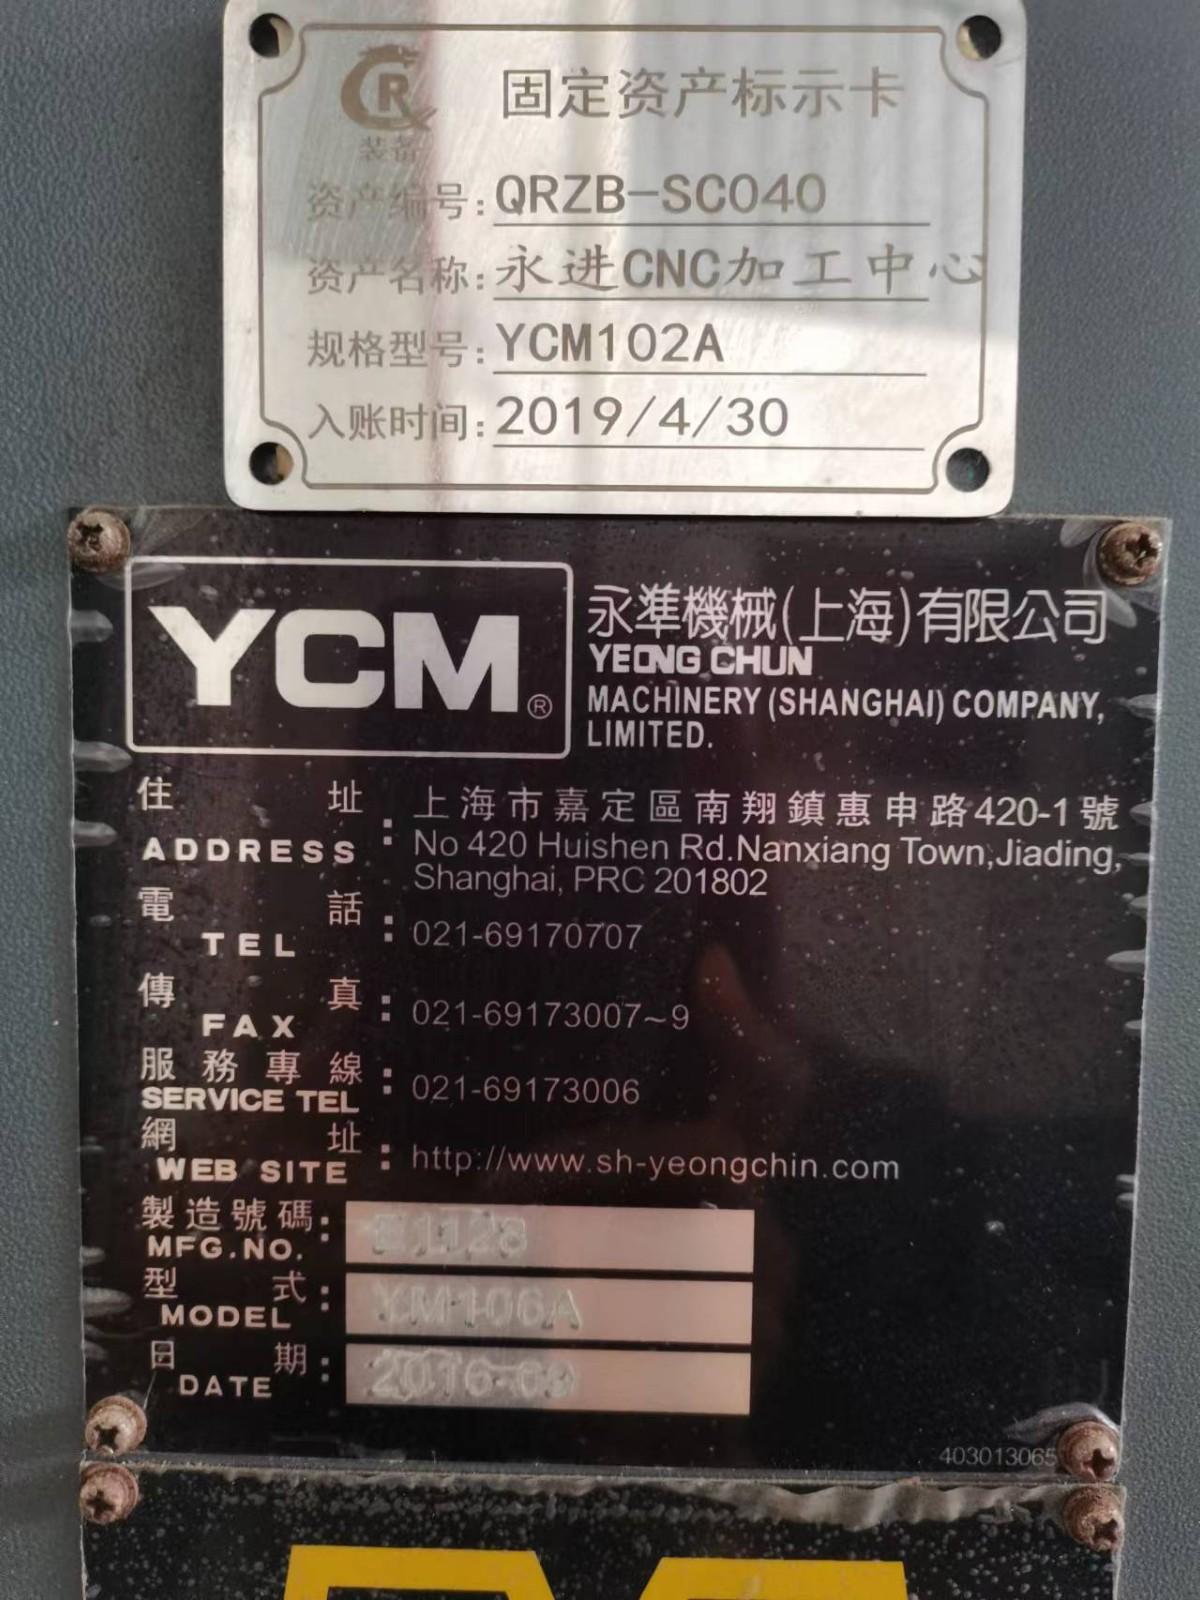 R
固定资产标示卡
装备
资产编号:QRZB-SC040
资产名称:永进CNC加工中心
规格型号:YCM102A
入账时间:2019/4/30
YCM®
永準機械(上海)有限公司
YEONG CHUN
MACHINERY (SHANGHAI) COMPANY,
LIMITED.
住址 : 上海市嘉定區南翔鎮惠申路420-1號
ADDRESS No 420 Huishen Rd.Nanxiang Town,Jiading,
Shanghai, PRC 201802
電話
TEL : 021-69170707
傳真
FAX : 021-69173007~9
服務專線
SERVICE TEL : 021-69173006
網址
WEB SITE : http://www.sh-yeongchin.com
製造號碼:
MFG.NO. 1128
型式:
MODEL YM106A
日期:
DATE 2016-09
403013065